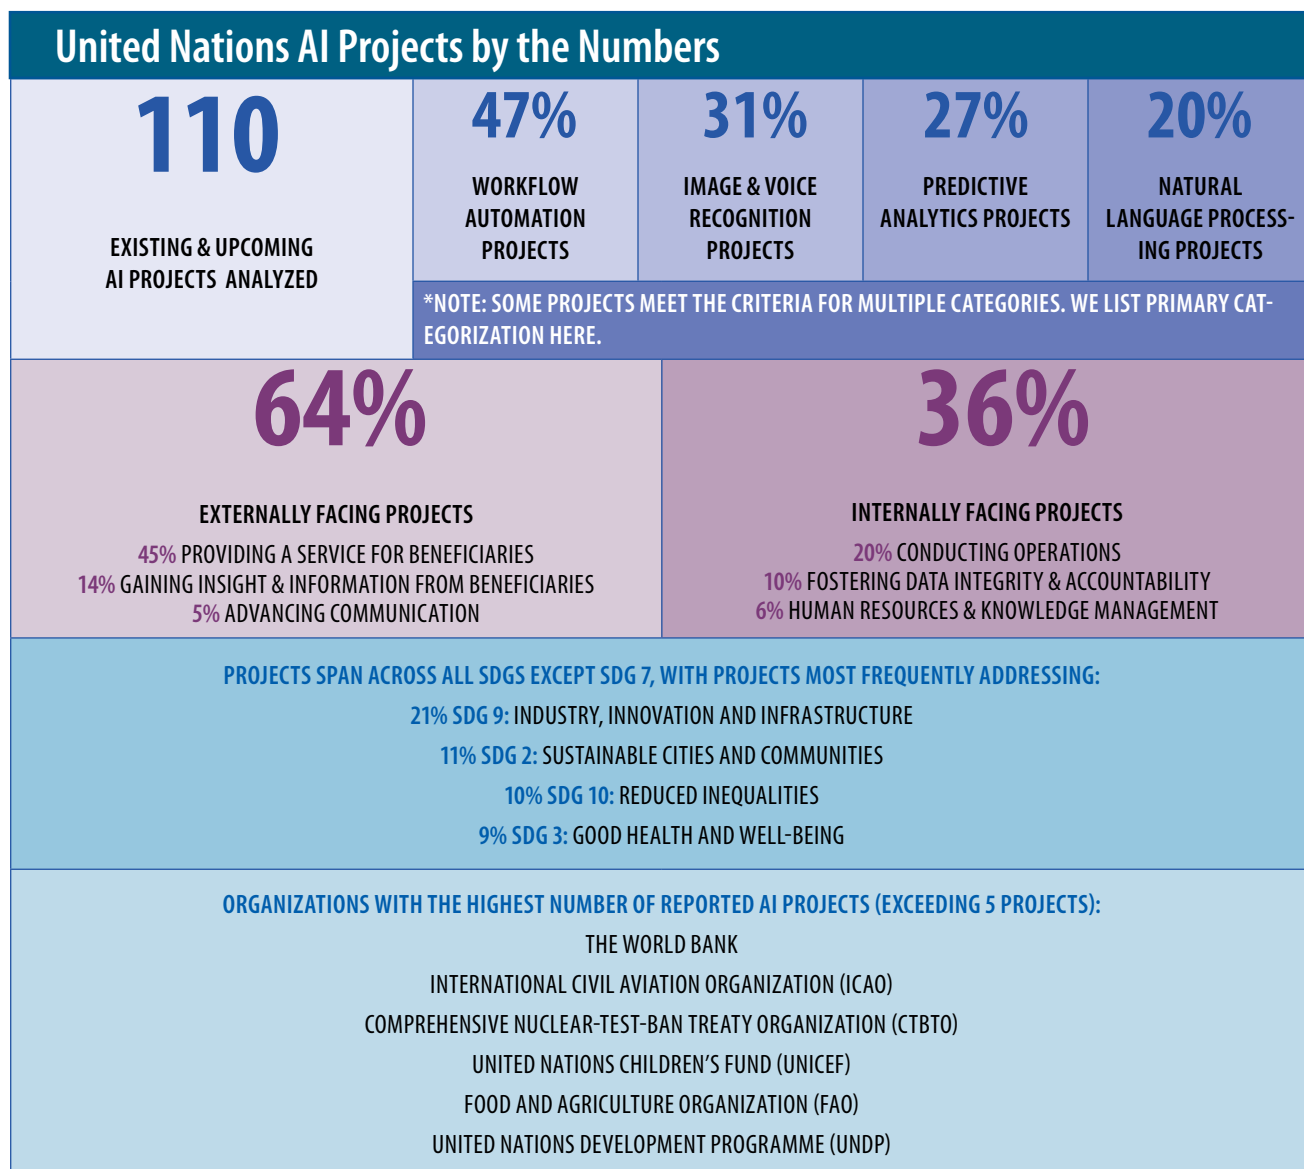 United Nations AI Projects by the Numbers
110
EXISTING & UPCOMING
AI PROJECTS ANALYZED
47%
WORKFLOW
AUTOMATION
PROJECTS
31%
IMAGE & VOICE
RECOGNITION
PROJECTS
27%
PREDICTIVE
ANALYTICS PROJECTS
20%
NATURAL
LANGUAGE PROCESS-
ING PROJECTS
*NOTE: SOME PROJECTS MEET THE CRITERIA FOR MULTIPLE CATEGORIES. WE LIST PRIMARY CAT-
EGORIZATION HERE.
64%
EXTERNALLY FACING PROJECTS
45% PROVIDING A SERVICE FOR BENEFICIARIES
14% GAINING INSIGHT & INFORMATION FROM BENEFICIARIES
5% ADVANCING COMMUNICATION
36%
INTERNALLY FACING PROJECTS
20% CONDUCTING OPERATIONS
10% FOSTERING DATA INTEGRITY & ACCOUNTABILITY
6% HUMAN RESOURCES & KNOWLEDGE MANAGEMENT
PROJECTS SPAN ACROSS ALL SDGS EXCEPT SDG 7, WITH PROJECTS MOST FREQUENTLY ADDRESSING:
21% SDG 9: INDUSTRY, INNOVATION AND INFRASTRUCTURE
11% SDG 2: SUSTAINABLE CITIES AND COMMUNITIES
10% SDG 10: REDUCED INEQUALITIES
9% SDG 3: GOOD HEALTH AND WELL-BEING
ORGANIZATIONS WITH THE HIGHEST NUMBER OF REPORTED AI PROJECTS (EXCEEDING 5 PROJECTS):
THE WORLD BANK
INTERNATIONAL CIVIL AVIATION ORGANIZATION (ICAO)
COMPREHENSIVE NUCLEAR-TEST-BAN TREATY ORGANIZATION (CTBTO)
UNITED NATIONS CHILDREN'S FUND (UNICEF)
FOOD AND AGRICULTURE ORGANIZATION (FAO)
UNITED NATIONS DEVELOPMENT PROGRAMME (UNDP)